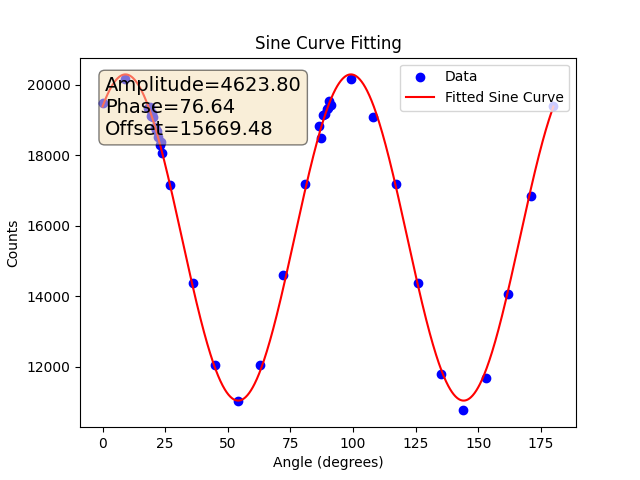 Sine Curve Fitting
Amplitude=4623.80
Phase=76.64
Offset=15669.48
Data
Fitted Sine Curve
20000
18000
16000
14000
12000
Counts
0 25 50 75 100 125 150 175
Angle (degrees)